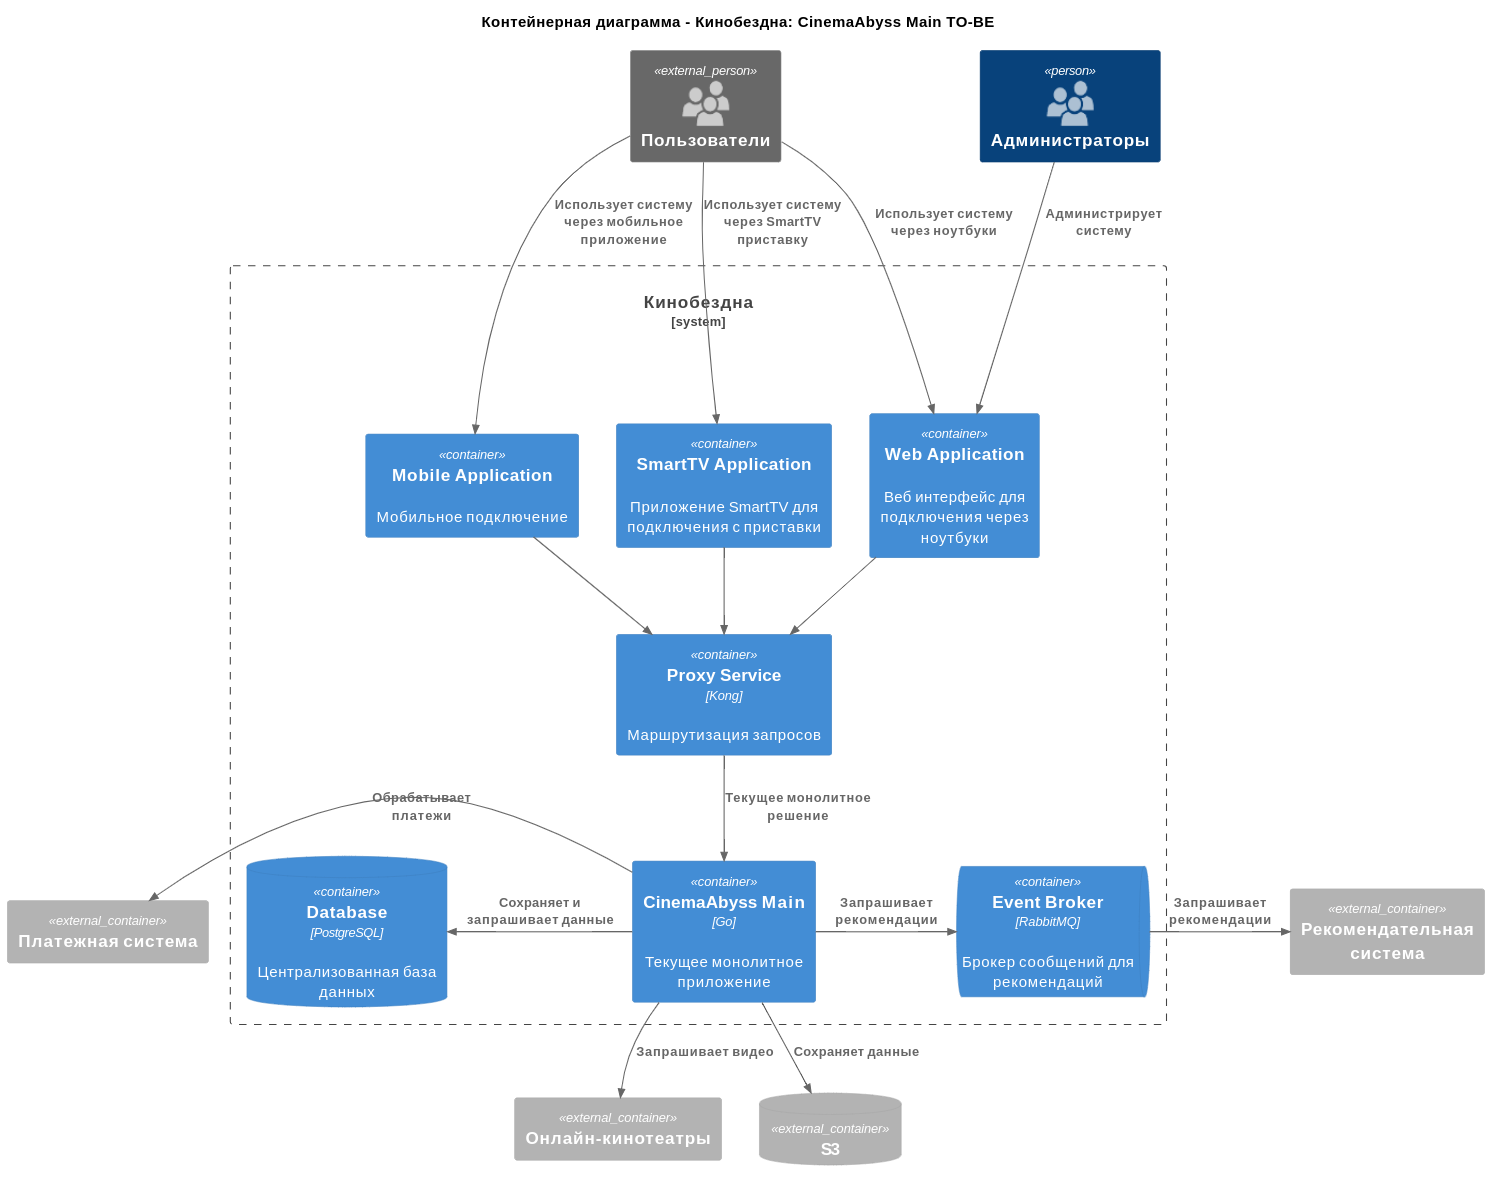 Контейнерная диаграмма - Кинобездна: CinemaAbyss Main TO-BE
«external_person»
Пользователи
«person»
Администраторы
Использует систему
через мобильное
приложение
Использует систему
через SmartTV
приставку
Использует систему
через ноутбуки
Администрирует
систему
Кинобездна
[system]
«container»
Mobile Application
Мобильное подключение
«container»
SmartTV Application
Приложение SmartTV для
подключения с приставки
«container»
Web Application
Веб интерфейс для
подключения через
ноутбуки
«container»
Proxy Service
[Kong]
Маршрутизация запросов
Обрабатывает
платежи
Текущее монолитное
решение
«external_container»
Платежная система
«container»
Database
[PostgreSQL]
Централизованная база
данных
Сохраняет и
запрашивает данные
«container»
CinemaAbyss Main
[Go]
Текущее монолитное
приложение
Запрашивает
рекомендации
«container»
Event Broker
[RabbitMQ]
Брокер сообщений для
рекомендаций
Запрашивает
рекомендации
«external_container»
Рекомендательная
система
Запрашивает видео
Сохраняет данные
«external_container»
Онлайн-кинотеатры
«external_container»
S3